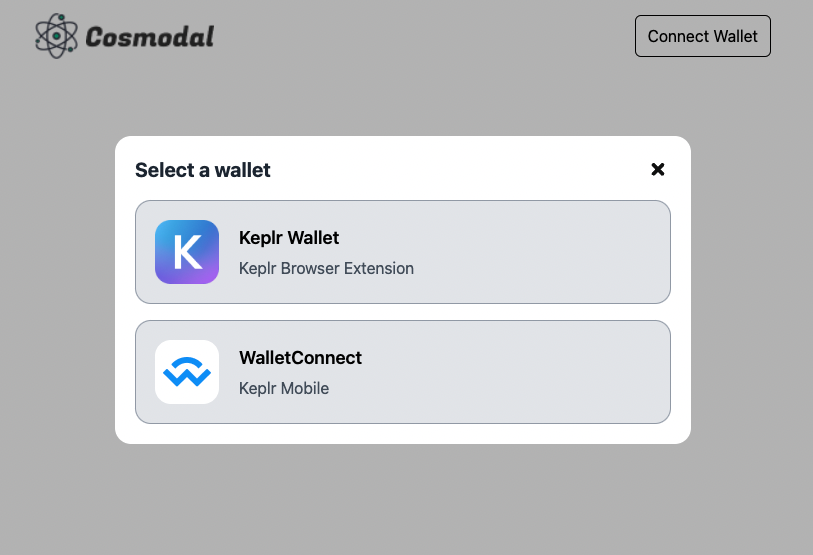 Cosmodal
Connect Wallet
Select a wallet
K
Keplr Wallet
Keplr Browser Extension
WalletConnect
Keplr Mobile